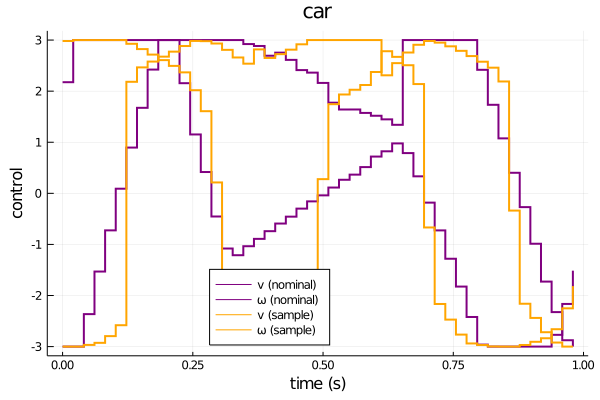 car
control
3
2
1
0
-1
-2
-3
v (nominal)
ω (nominal)
v (sample)
ω (sample)
0.00
0.25
0.50
0.75
1.00
time (s)